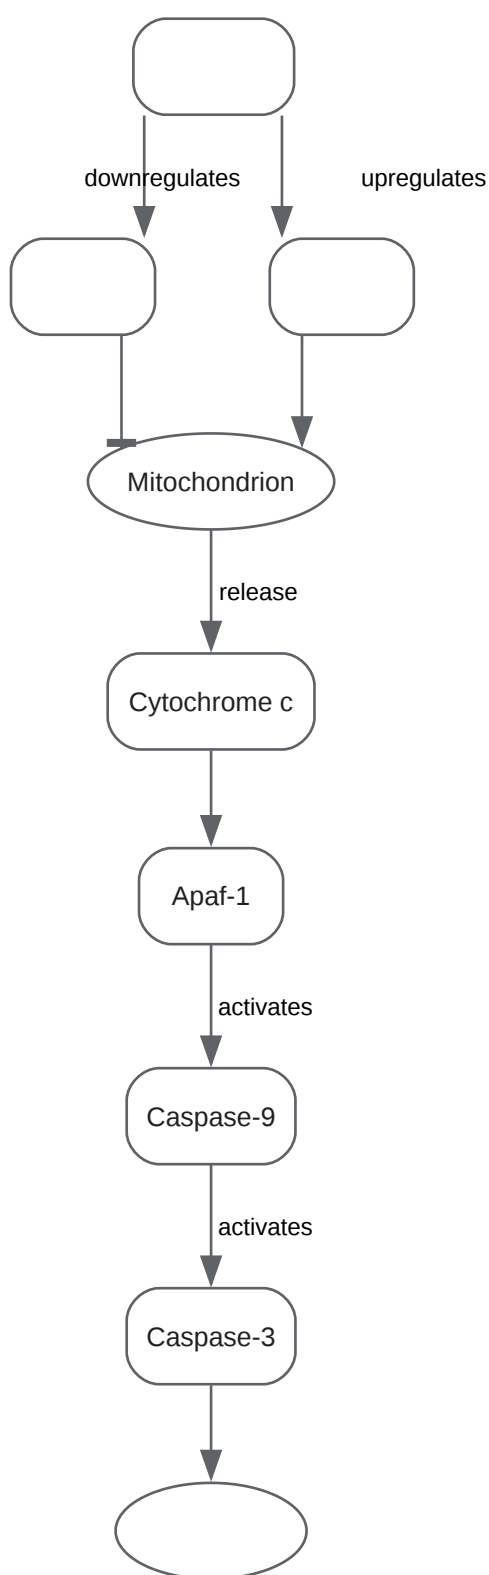 downregulates
upregulates
Mitochondrion
release
Cytochrome c
Apaf-1
activates
Caspase-9
activates
Caspase-3